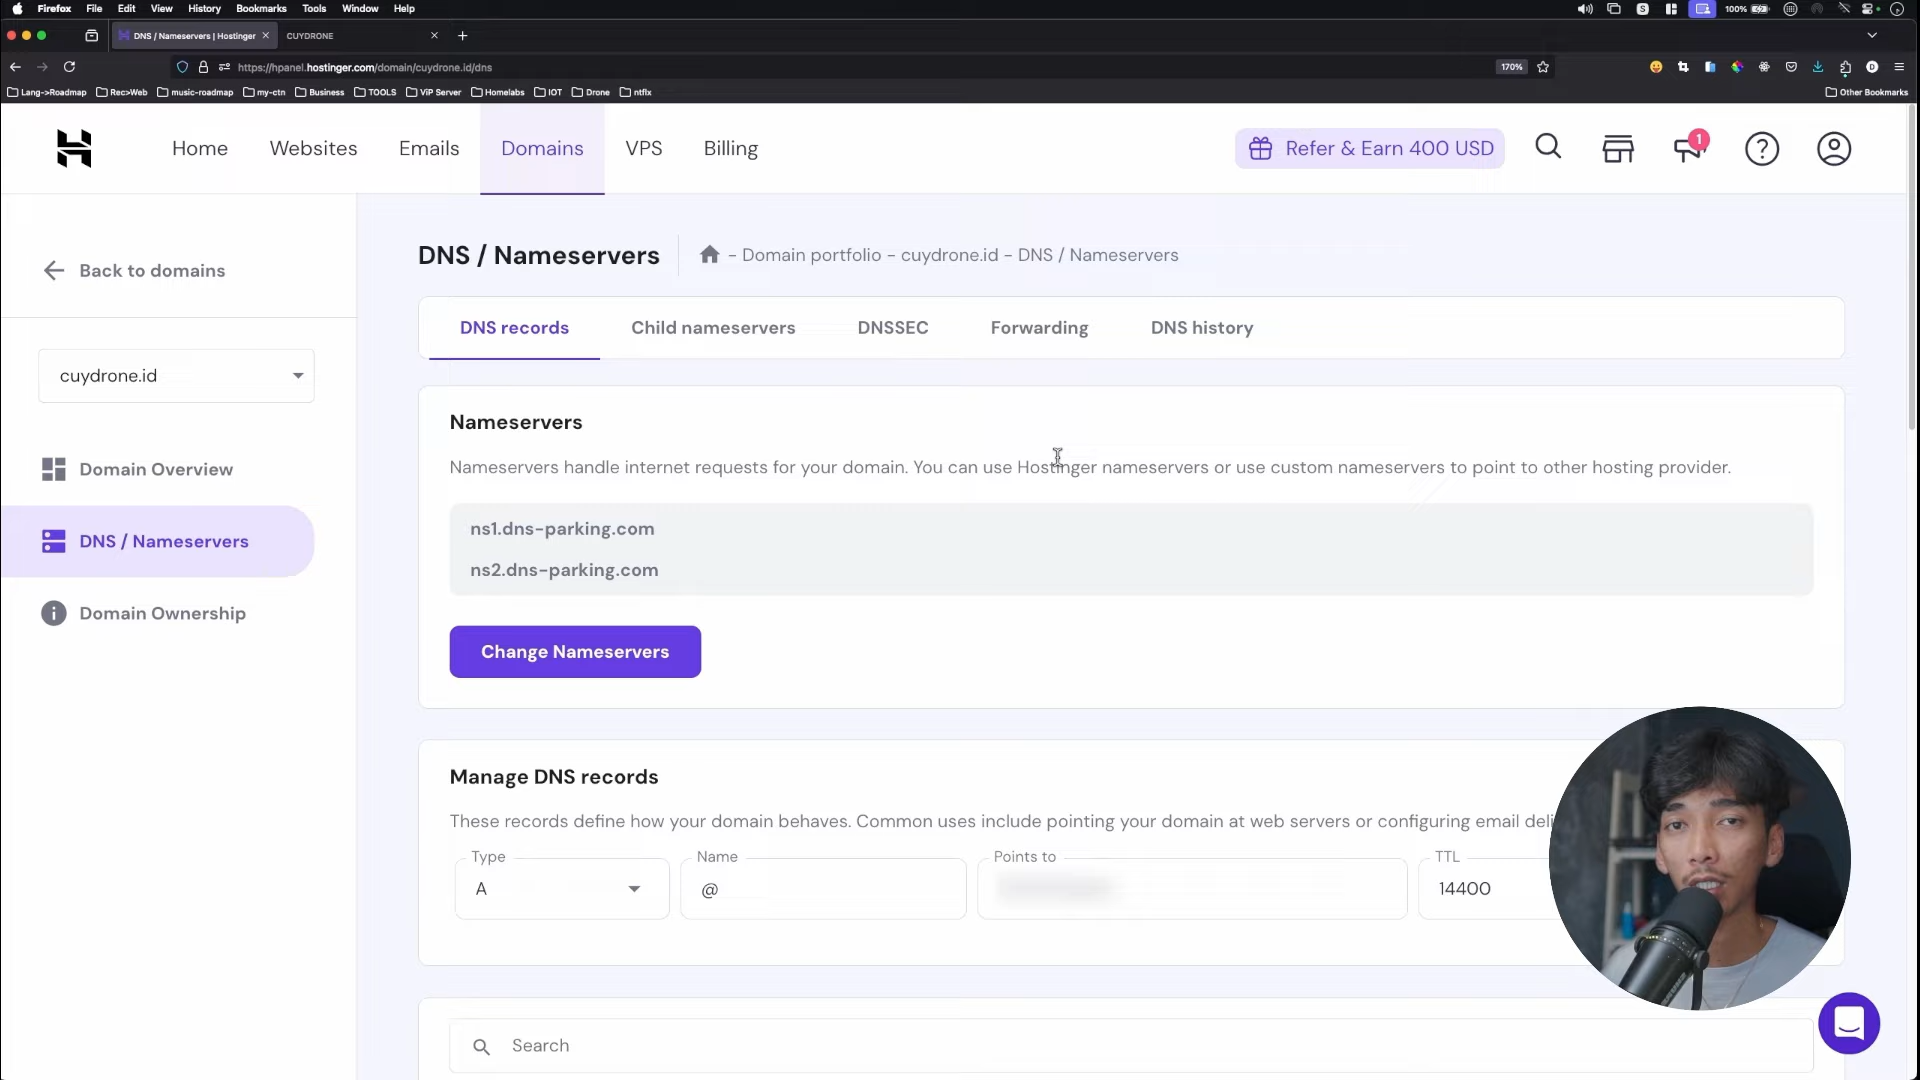 Firefox File Edit View History Bookmarks Tools Window Help
100%
DNS / Nameservers | Hostinger
CUYDRONE
https://hpanel.hostinger.com/domain/cuydrone.id/dns
170%
Lang->Roadmap Rec>Web music-roadmap my-ctn Business TOOLS ViP Server Homelabs IOT Drone ntflx Other Bookmarks
Home Websites Emails Domains VPS Billing
Refer & Earn 400 USD
1
Back to domains
cuydrone.id
Domain Overview
DNS / Nameservers
Domain Ownership
DNS / Nameservers
- Domain portfolio - cuydrone.id - DNS / Nameservers
DNS records Child nameservers DNSSEC Forwarding DNS history
Nameservers
Nameservers handle internet requests for your domain. You can use Hostinger nameservers or use custom nameservers to point to other hosting provider.
ns1.dns-parking.com
ns2.dns-parking.com
Change Nameservers
Manage DNS records
These records define how your domain behaves. Common uses include pointing your domain at web servers or configuring email deli
Type Name Points to TTL
A @ 14400
Search